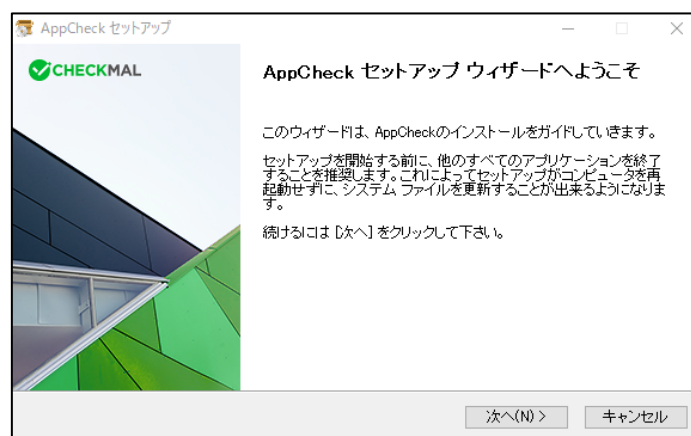 AppCheck セットアップ
CHECKMAL
AppCheck セットアップ ウィザードへようこそ
このウィザードは、AppCheckのインストールをガイドしていきます。
セットアップを開始する前に、他のすべてのアプリケーションを終了
することを推奨します。これによってセットアップがコンピュータを再
起動せずに、システム ファイルを更新することが出来るようになりま
す。
続けるには [次へ] をクリックして下さい。
次へ(N) >
キャンセル